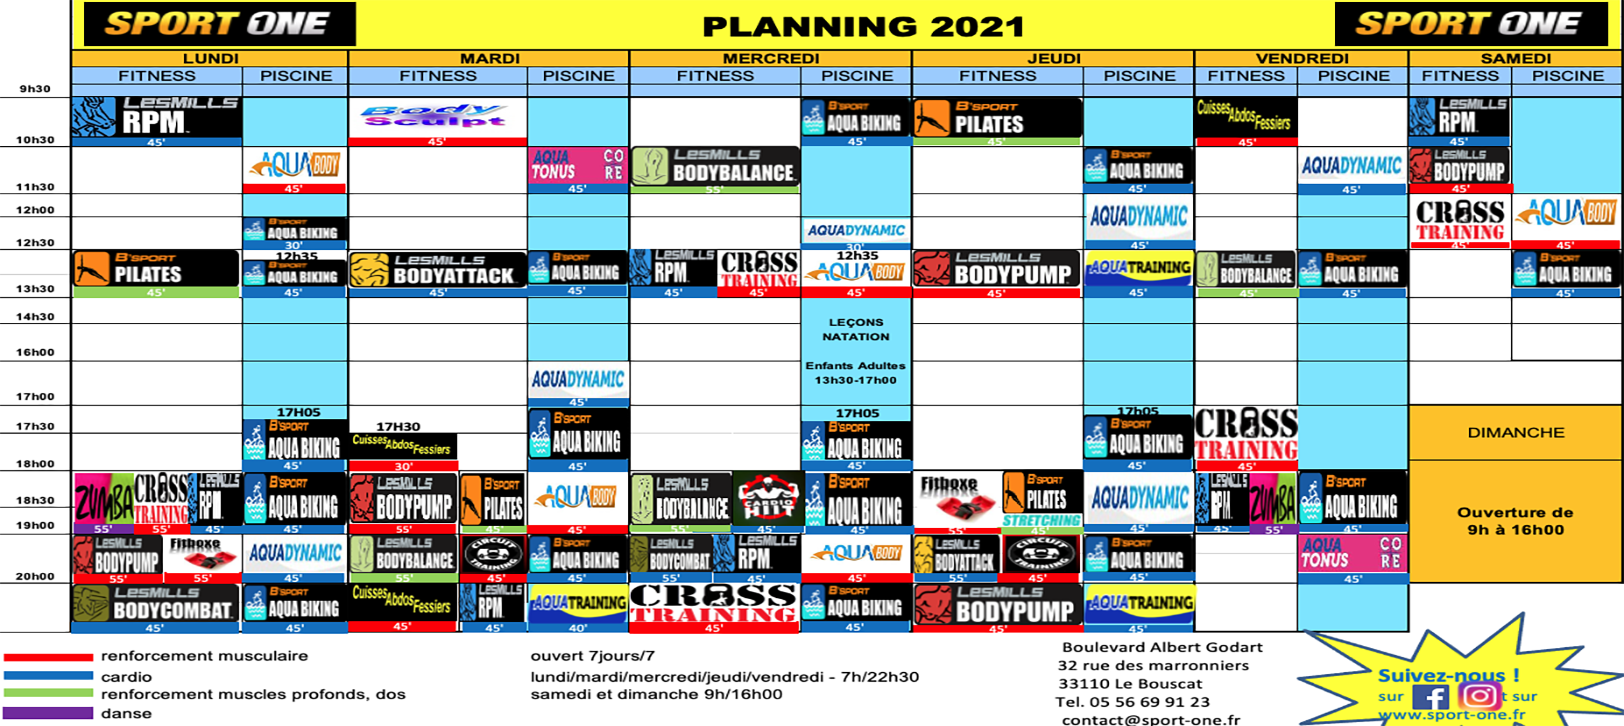 SPORT ONE PLANNING 2021 SPORT ONE
LUNDI MARDI MERCREDI JEUDI VENDREDI SAMEDI
FITNESS PISCINE FITNESS PISCINE FITNESS PISCINE FITNESS PISCINE FITNESS PISCINE FITNESS PISCINE
9h30
LESMILLS RPM 45'
Body Sculpt 45'
B'SPORT AQUA BIKING 45'
B'SPORT PILATES 45'
Cuisses Abdos Fessiers 45'
LESMILLS RPM 45'
10h30
AQUABODY 45'
AQUA TONUS CORE 45'
LESMILLS BODYBALANCE 55'
B'SPORT AQUA BIKING 45'
AQUADYNAMIC 45'
LESMILLS BODYPUMP 45'
11h30
AQUADYNAMIC 45'
CROSS TRAINING 45'
AQUABODY 45'
12h00
B'SPORT AQUA BIKING 30'
AQUADYNAMIC 30'
12h30
B'SPORT PILATES 45'
12h35 B'SPORT AQUA BIKING 45'
LESMILLS BODYATTACK 45'
B'SPORT AQUA BIKING 45'
LESMILLS RPM 45'
CROSS TRAINING 45'
12h35 AQUABODY 45'
LESMILLS BODYPUMP 45'
AQUATRAINING 45'
LESMILLS BODYBALANCE 45'
B'SPORT AQUA BIKING 45'
B'SPORT AQUA BIKING 45'
13h30
14h30
LEÇONS
NATATION
16h00
Enfants Adultes
13h30-17h00
AQUADYNAMIC 45'
17h00
17H05 B'SPORT AQUA BIKING 45'
17H30 Cuisses Abdos Fessiers 30'
B'SPORT AQUA BIKING 45'
17H05 B'SPORT AQUA BIKING 45'
17h05 B'SPORT AQUA BIKING 45'
CROSS TRAINING 45'
DIMANCHE
17h30
18h00
ZUMBA 55'
CROSS TRAINING 55'
LESMILLS RPM 45'
B'SPORT AQUA BIKING 45'
LESMILLS BODYPUMP 55'
B'SPORT PILATES 45'
AQUABODY 45'
LESMILLS BODYBALANCE 55'
CARDIO HIIT 45'
B'SPORT AQUA BIKING 45'
Fitboxe 55'
B'SPORT PILATES STRETCHING 45'
AQUADYNAMIC 45'
LESMILLS RPM 45'
ZUMBA 55'
B'SPORT AQUA BIKING 45'
18h30
Ouverture de
9h à 16h00
19h00
LESMILLS BODYPUMP 55'
Fitboxe 55'
AQUADYNAMIC 45'
LESMILLS BODYBALANCE 55'
CIRCUIT TRAINING 45'
B'SPORT AQUA BIKING 45'
LESMILLS BODYCOMBAT 55'
LESMILLS RPM 45'
AQUABODY 45'
LESMILLS BODYATTACK 55'
CIRCUIT TRAINING 45'
B'SPORT AQUA BIKING 45'
AQUA TONUS CORE 45'
20h00
LESMILLS BODYCOMBAT 45'
B'SPORT AQUA BIKING 45'
Cuisses Abdos Fessiers 45'
LESMILLS RPM 45'
AQUATRAINING 40'
CROSS TRAINING 45'
B'SPORT AQUA BIKING 45'
LESMILLS BODYPUMP 45'
AQUATRAINING 45'
renforcement musculaire
cardio
renforcement muscles profonds, dos
danse
ouvert 7jours/7
lundi/mardi/mercredi/jeudi/vendredi - 7h/22h30
samedi et dimanche 9h/16h00
Boulevard Albert Godart
32 rue des marronniers
33110 Le Bouscat
Tel. 05 56 69 91 23
contact@sport-one.fr
Suivez-nous !
sur t sur
www.sport-one.fr